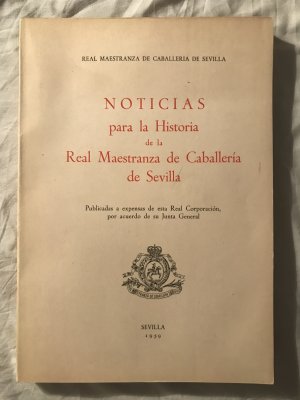 REAL MAESTRANZA DE CABALLERIA DE SEVILLA
NOTICIAS
para la Historia
de la
Real Maestranza de Caballería
de Sevilla
Publicadas a expensas de esta Real Corporación,
por acuerdo de su Junta General
SEVILLA
1959